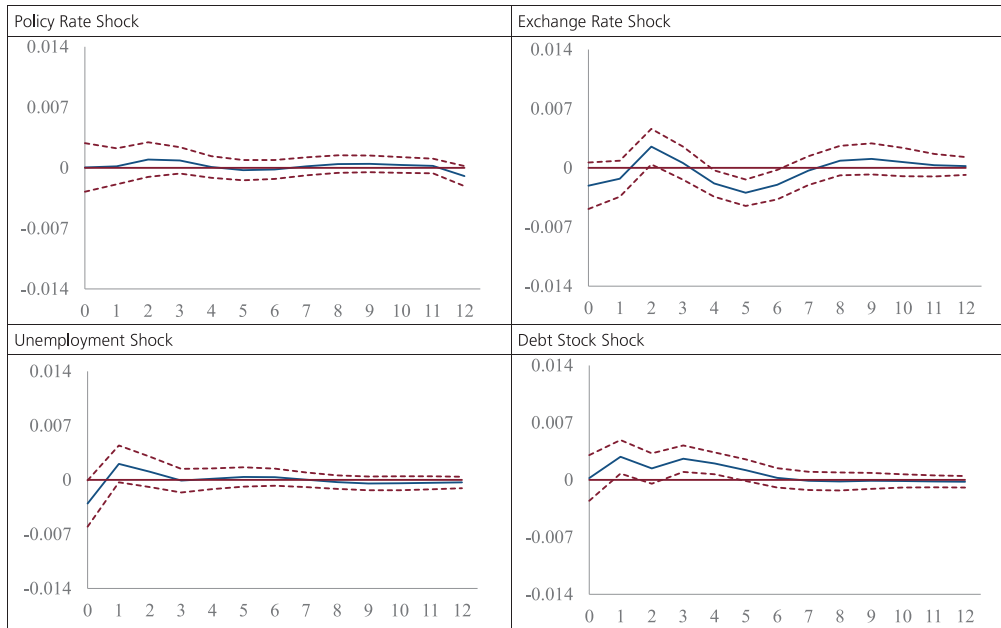 Policy Rate Shock
0.014
0.007
0
-0.007
-0.014
0 1 2 3 4 5 6 7 8 9 10 11 12
Exchange Rate Shock
0.014
0.007
0
-0.007
-0.014
0 1 2 3 4 5 6 7 8 9 10 11 12
Unemployment Shock
0.014
0.007
0
-0.007
-0.014
0 1 2 3 4 5 6 7 8 9 10 11 12
Debt Stock Shock
0.014
0.007
0
-0.007
-0.014
0 1 2 3 4 5 6 7 8 9 10 11 12